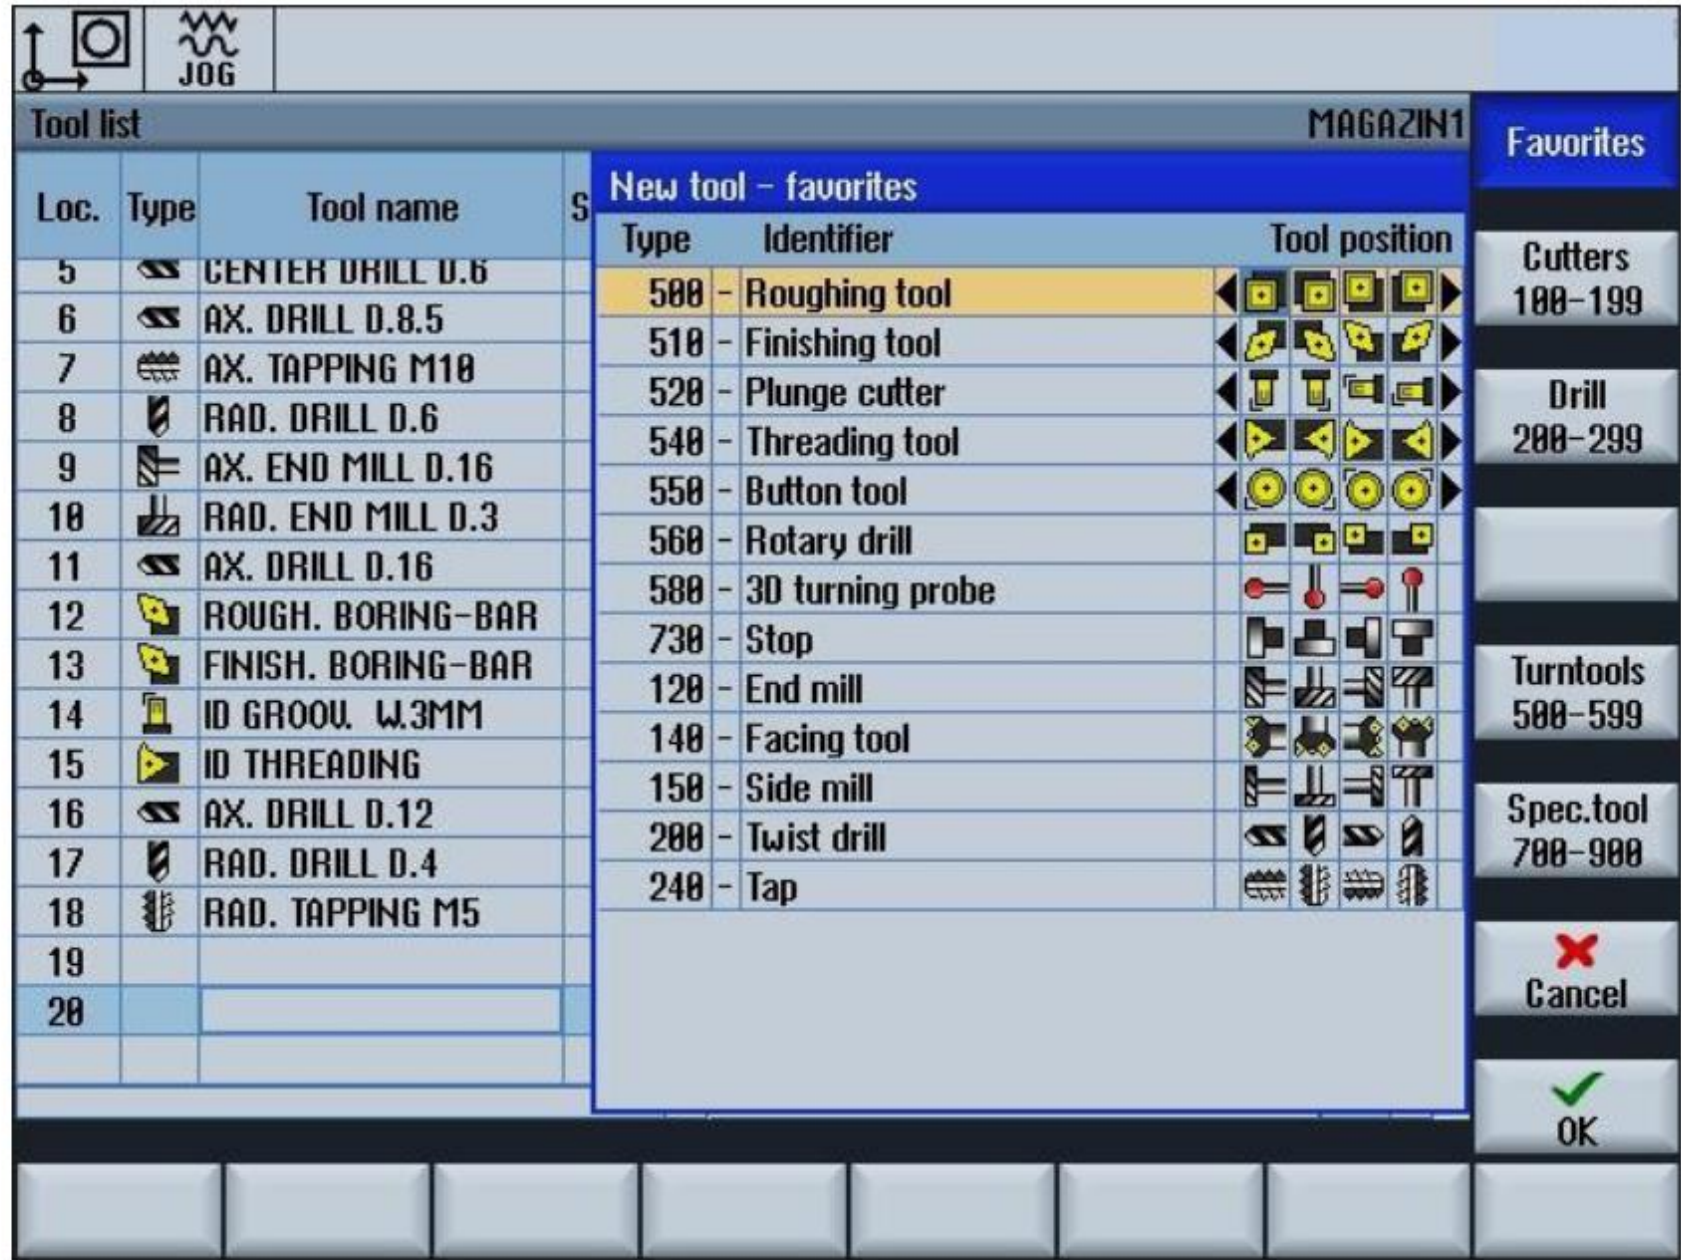 JOG
Tool list MAGAZIN1
Loc. Type Tool name S
5 CENTER DRILL D.6
6 AX. DRILL D.8.5
7 AX. TAPPING M10
8 RAD. DRILL D.6
9 AX. END MILL D.16
10 RAD. END MILL D.3
11 AX. DRILL D.16
12 ROUGH. BORING-BAR
13 FINISH. BORING-BAR
14 ID GROOV. W.3MM
15 ID THREADING
16 AX. DRILL D.12
17 RAD. DRILL D.4
18 RAD. TAPPING M5
19
20
New tool - favorites
Type Identifier Tool position
500 - Roughing tool
510 - Finishing tool
520 - Plunge cutter
540 - Threading tool
550 - Button tool
560 - Rotary drill
580 - 3D turning probe
730 - Stop
120 - End mill
140 - Facing tool
150 - Side mill
200 - Twist drill
240 - Tap
Favorites
Cutters
100-199
Drill
200-299
Turntools
500-599
Spec.tool
700-900
Cancel
OK